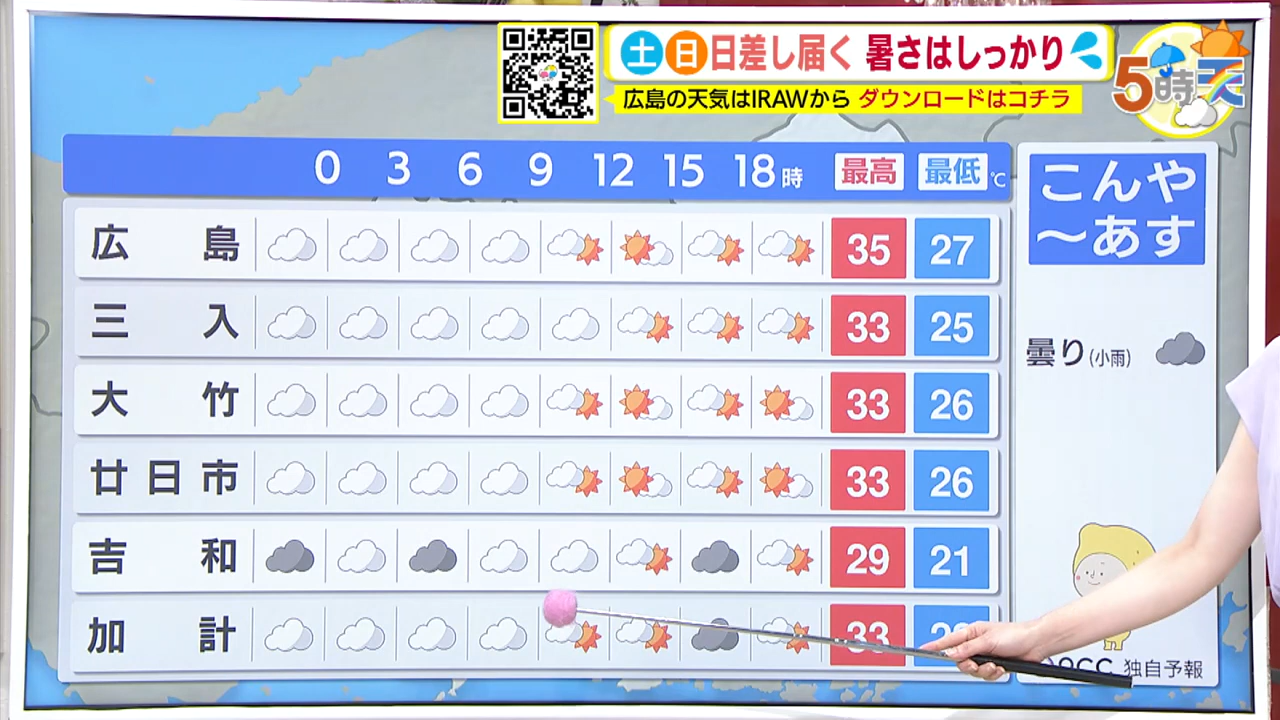 土 日 日差し届く 暑さはしっかり
広島の天気はIRAWから ダウンロードはコチラ
5時天
0 3 6 9 12 15 18時 最高 最低 ℃
広島 35 27
三入 33 25
大竹 33 26
廿日市 33 26
吉和 29 21
加計 33
こんや
～あす
曇り(小雨)
独自予報